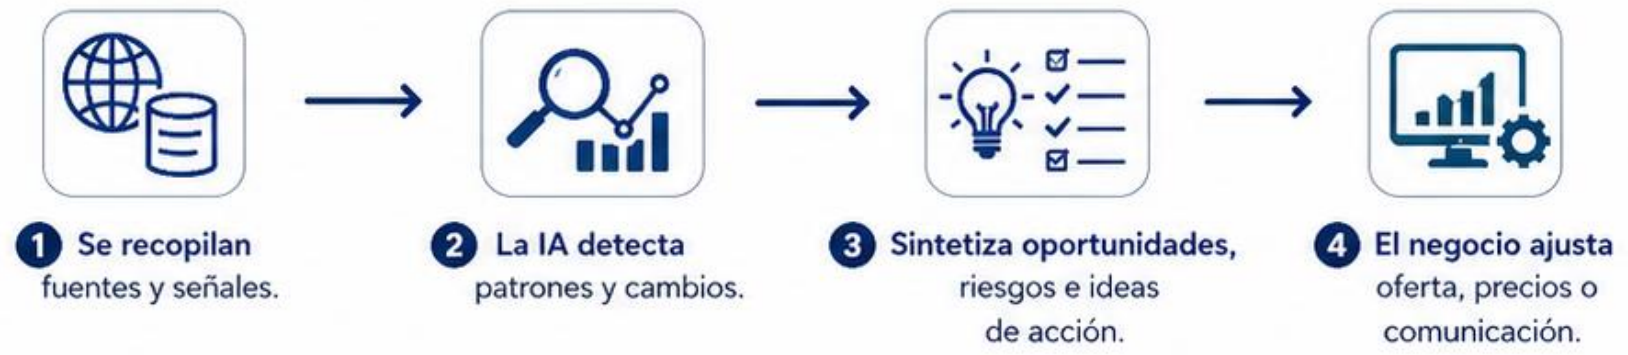 1 Se recopilan
fuentes y señales.
2 La IA detecta
patrones y cambios.
3 Sintetiza oportunidades,
riesgos e ideas
de acción.
4 El negocio ajusta
oferta, precios o
comunicación.